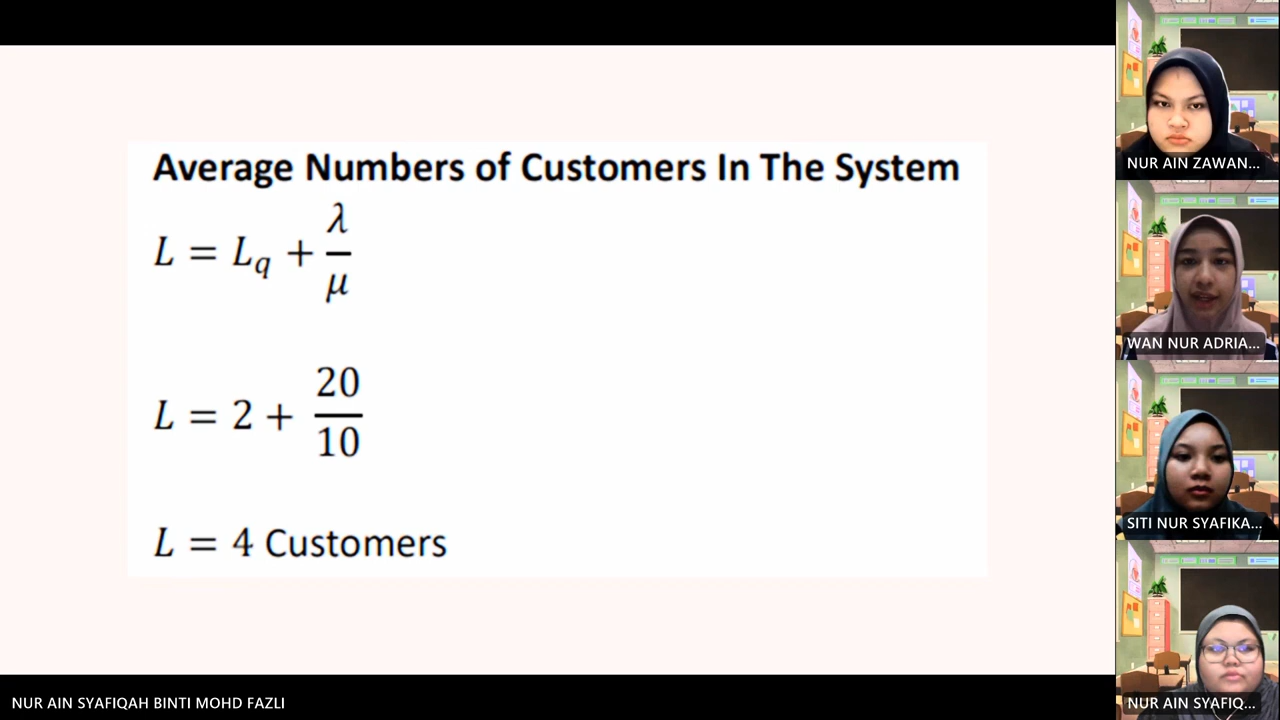 Average Numbers of Customers In The System
L = L_q + λ/μ
L = 2 + 20/10
L = 4 Customers
NUR AIN ZAWAN...
WAN NUR ADRIA...
SITI NUR SYAFIKA...
NUR AIN SYAFIQ...
NUR AIN SYAFIQAH BINTI MOHD FAZLI